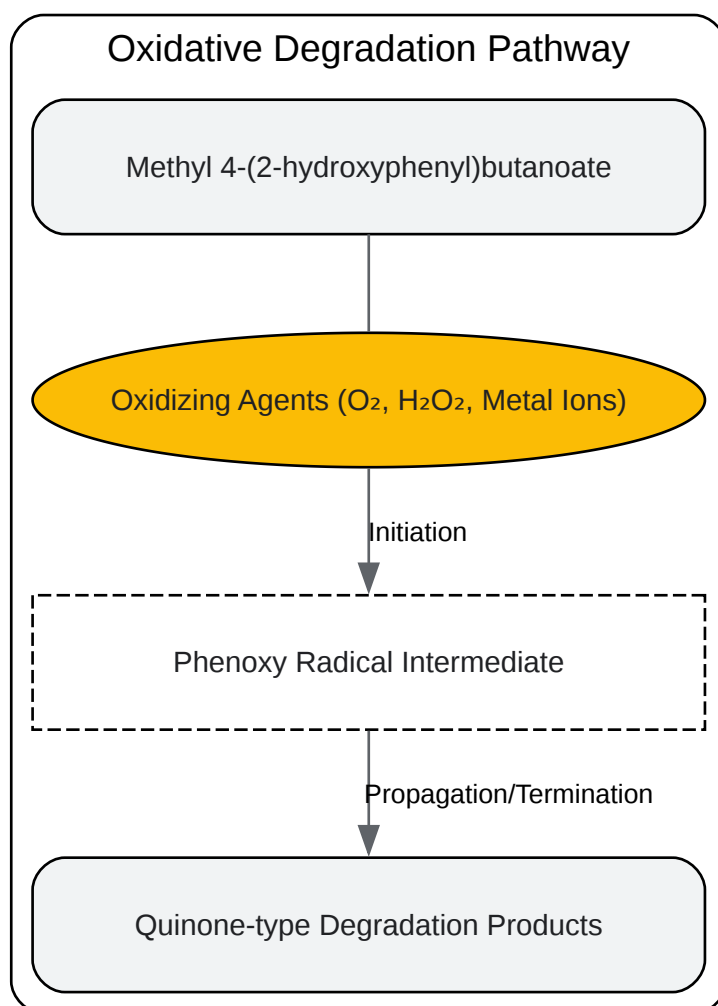 Oxidative Degradation Pathway
Methyl 4-(2-hydroxyphenyl)butanoate
Oxidizing Agents (O₂, H₂O₂, Metal Ions)
Initiation
Phenoxy Radical Intermediate
Propagation/Termination
Quinone-type Degradation Products